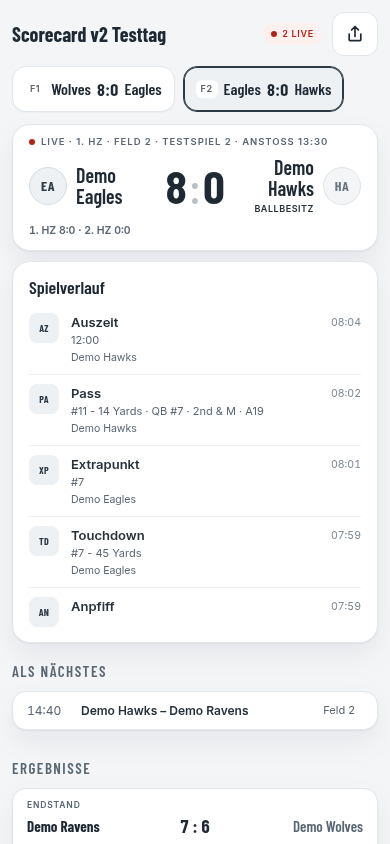 Scorecard v2 Testtag
2 LIVE
F1 Wolves 8:0 Eagles
F2 Eagles 8:0 Hawks
LIVE · 1. HZ · FELD 2 · TESTSPIEL 2 · ANSTOSS 13:30
EA
Demo
Eagles
8:0
Demo
Hawks
BALLBESITZ
HA
1. HZ 8:0 · 2. HZ 0:0
Spielverlauf
AZ Auszeit 08:04
12:00
Demo Hawks
PA Pass 08:02
#11 - 14 Yards · QB #7 · 2nd & M · A19
Demo Hawks
XP Extrapunkt 08:01
#7
Demo Eagles
TD Touchdown 07:59
#7 - 45 Yards
Demo Eagles
AN Anpfiff 07:59
ALS NÄCHSTES
14:40 Demo Hawks – Demo Ravens Feld 2
ERGEBNISSE
ENDSTAND
Demo Ravens 7 : 6 Demo Wolves